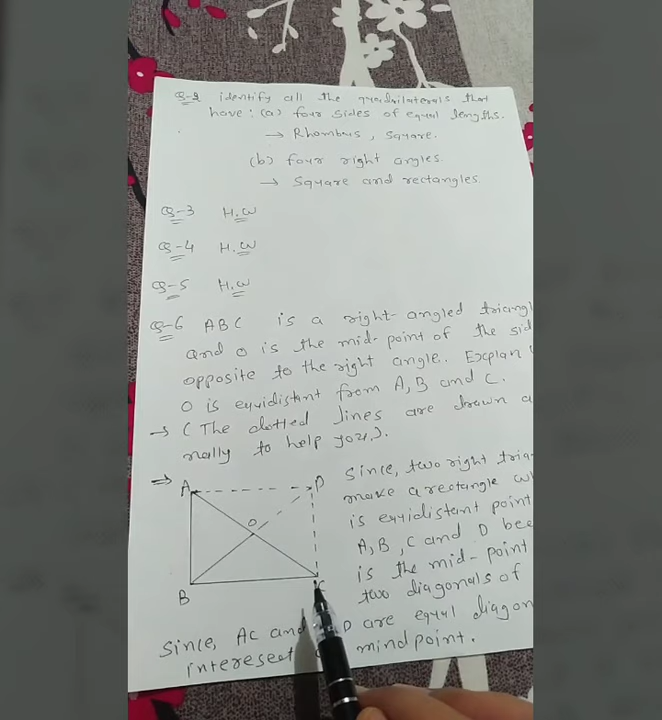 Q-2 identify all the quadrilaterals that
have: (a) four sides of equal lengths.
→ Rhombus, square.
(b) four right angles.
→ square and rectangles.
Q-3 H.W
Q-4 H.W
Q-5 H.W
Q-6 ABC is a right-angled triangl
and O is the mid-point of the sid
opposite to the right angle. Explan
O is equidistant from A, B and C.
→ (The dotted lines are drawn a
nally to help you.).
⇒ Since, two right tria
make a rectangle w
is equidistant point
A, B, C and D bee
is the mid-point
two diagonals of
A D
O
B C
Since, AC and D are equal diagon
interesect mindpoint.